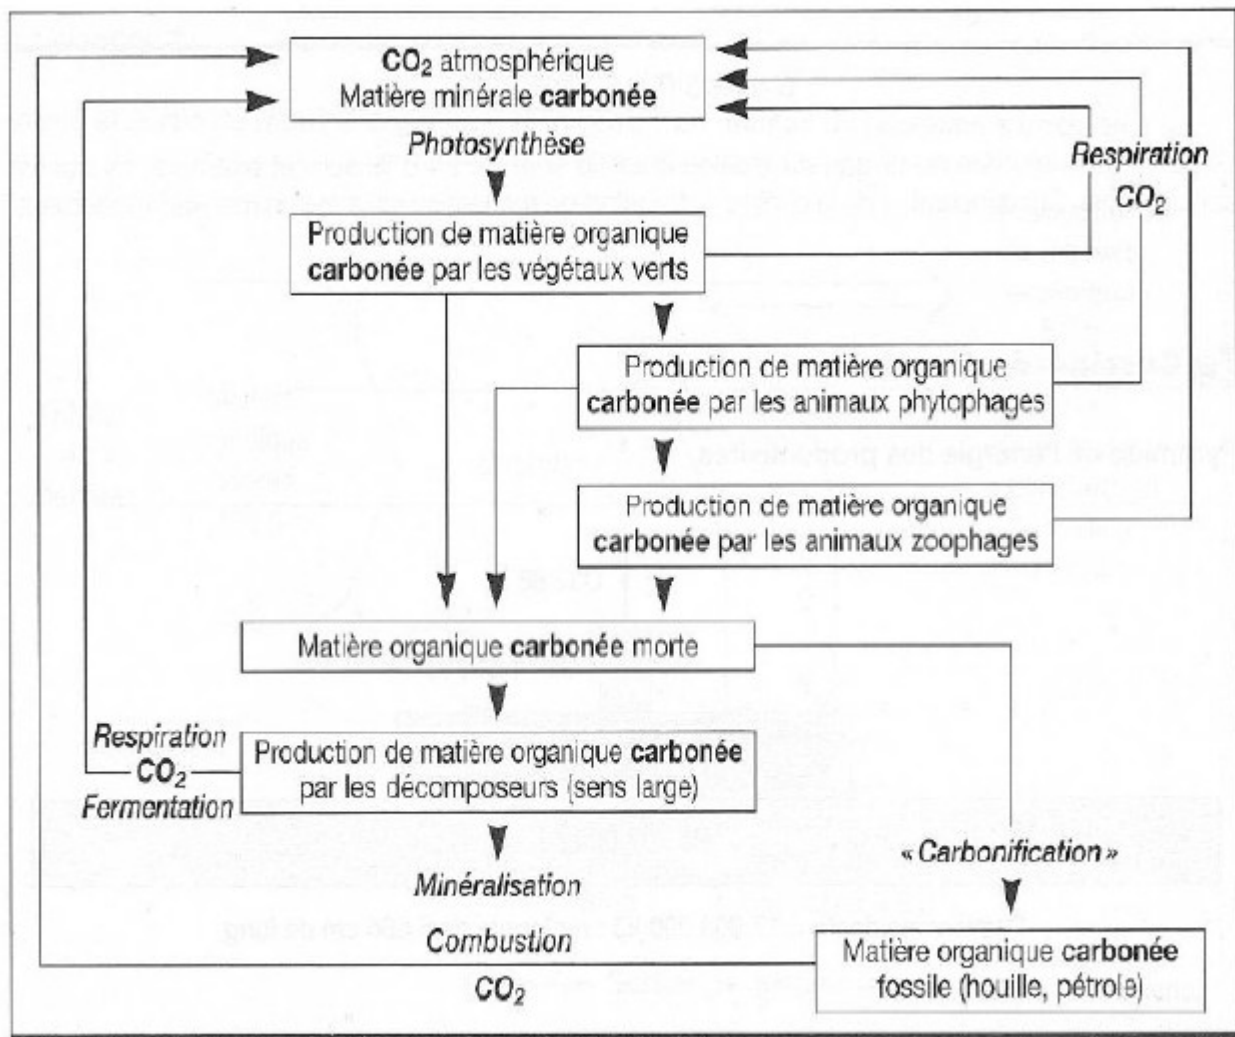 CO₂ atmosphérique
Matière minérale carbonée
Photosynthèse
Respiration
CO₂
Production de matière organique
carbonée par les végétaux verts
Production de matière organique
carbonée par les animaux phytophages
Production de matière organique
carbonée par les animaux zoophages
Matière organique carbonée morte
Respiration
CO₂
Fermentation
Production de matière organique carbonée
par les décomposeurs (sens large)
« Carbonification »
Minéralisation
Combustion
CO₂
Matière organique carbonée
fossile (houille, pétrole)